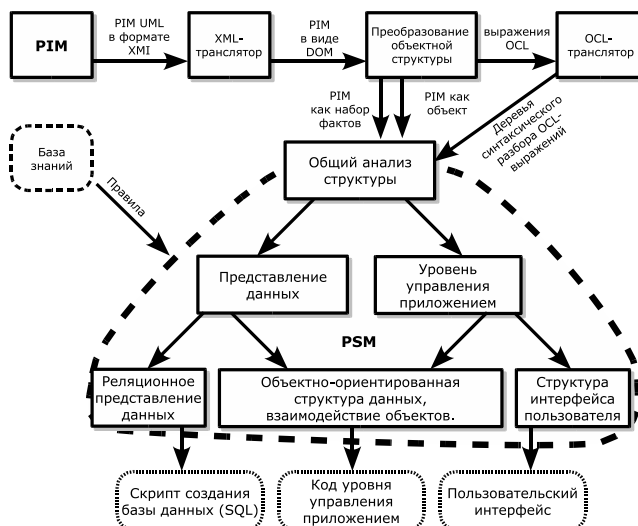 PIM
PIM UML
в формате
XMI
XML-
транслятор
PIM
в виде
DOM
Преобразование
объектной
структуры
выражения
OCL
OCL-
транслятор
PIM
как набор
фактов
PIM как
объект
Деревья
синтаксического
разбора OCL-
выражений
База
знаний
Правила
Общий анализ
структуры
Представление
данных
Уровень
управления
приложением
PSM
Реляционное
представление
данных
Объектно-ориентированная
структура данных,
взаимодействие объектов.
Структура
интерфейса
пользователя
Скрипт создания
базы данных (SQL)
Код уровня
управления
приложением
Пользовательский
интерфейс